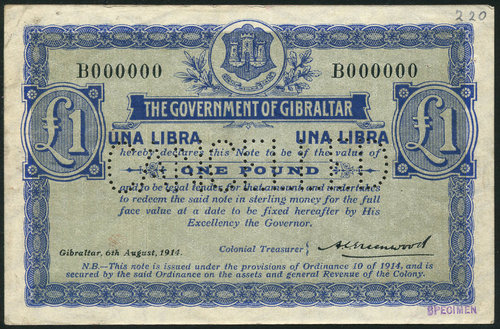 220
B000000 B000000
THE GOVERNMENT OF GIBRALTAR
£1 £1
UNA LIBRA UNA LIBRA
hereby declares this Note to be of the value of
ONE POUND
and to be legal tender for that amount, and undertakes
to redeem the said note in sterling money for the full
face value at a date to be fixed hereafter by His
Excellency the Governor.
Gibraltar, 6th August, 1914. Colonial Treasurer; A.C. Greenwood
N.B.—This note is issued under the provisions of Ordinance 10 of 1914, and is
secured by the said Ordinance on the assets and general Revenue of the Colony.
SPECIMEN